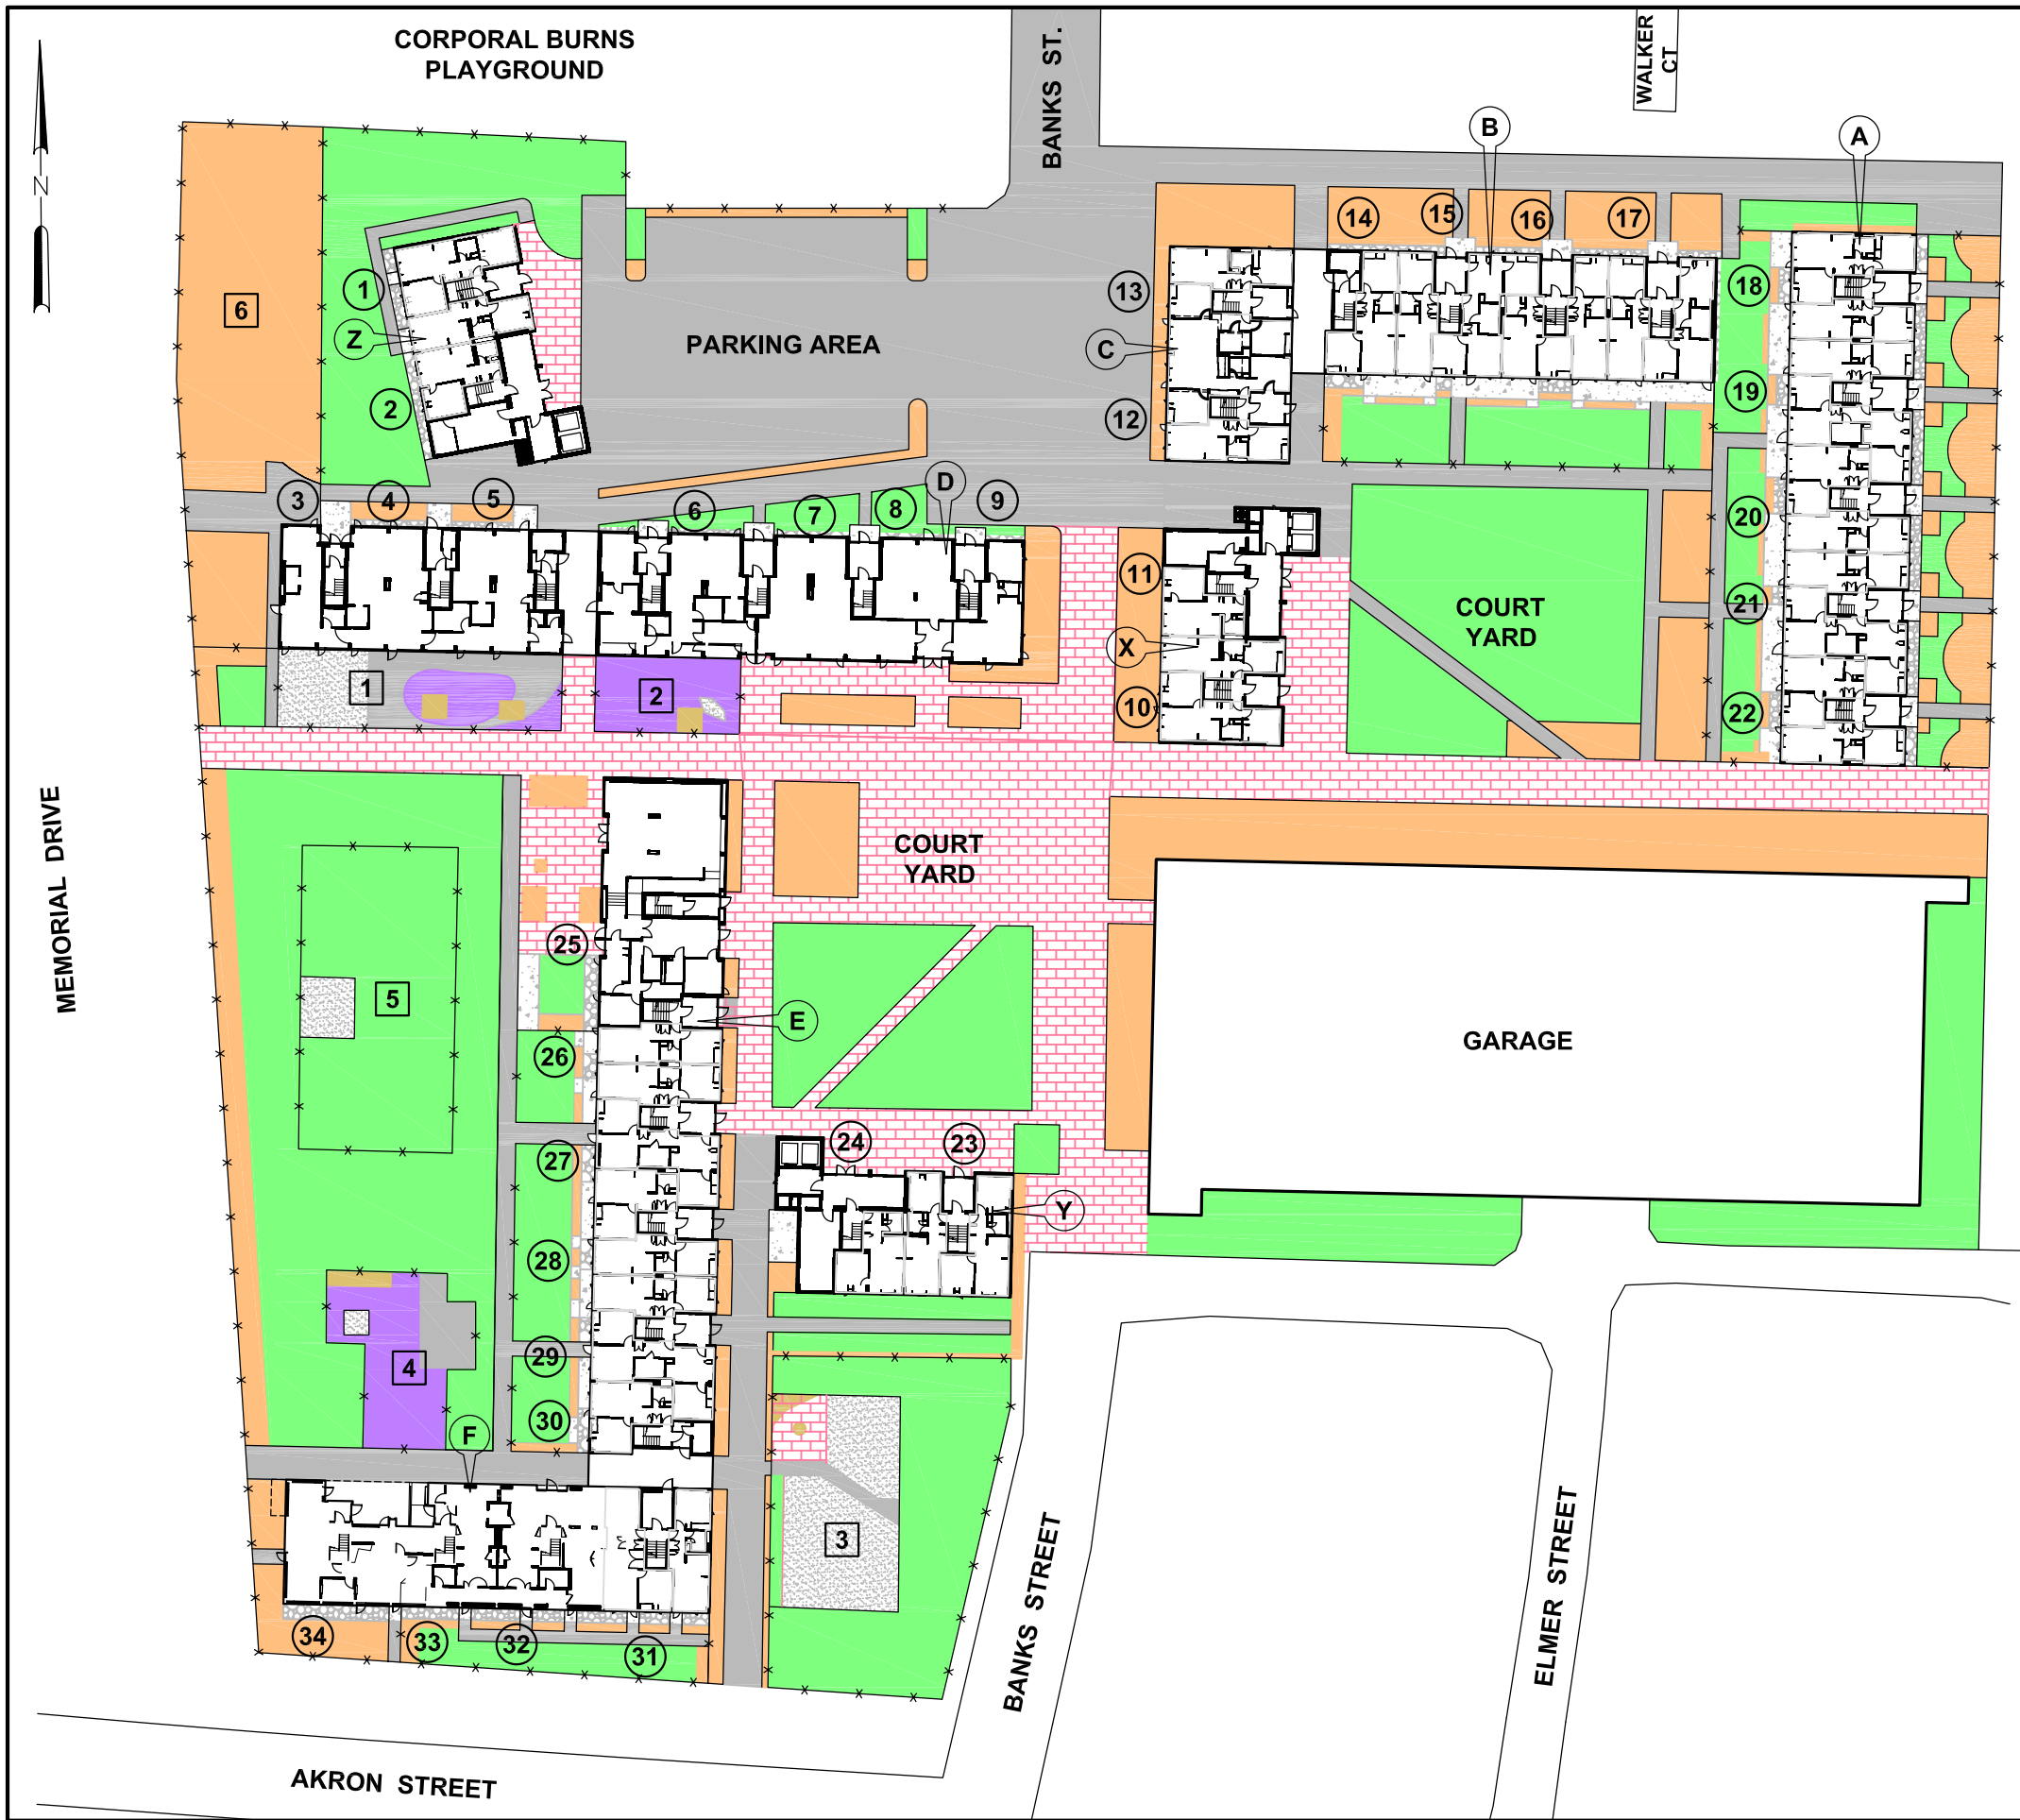 CORPORAL BURNS
PLAYGROUND
BANKS ST.
WALKER
CT
N
B
A
14
15
16
17
6
1
13
18
Z
PARKING AREA
C
2
12
19
3
4
5
6
7
8
D
9
20
11
COURT
YARD
21
X
1
2
10
22
MEMORIAL DRIVE
COURT
YARD
25
5
E
GARAGE
26
27
24
23
Y
28
29
4
30
F
3
BANKS STREET
ELMER STREET
34
33
32
31
AKRON STREET